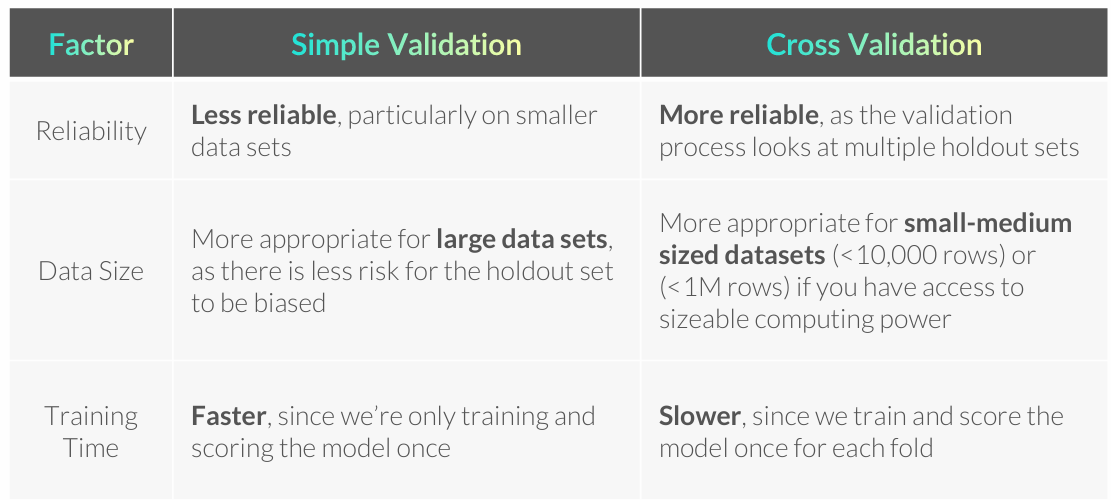 Factor
Simple Validation
Cross Validation
Reliability
Less reliable, particularly on smaller
data sets
More reliable, as the validation
process looks at multiple holdout sets
Data Size
More appropriate for large data sets,
as there is less risk for the holdout set
to be biased
More appropriate for small-medium
sized datasets (<10,000 rows) or
(<1M rows) if you have access to
sizeable computing power
Training
Time
Faster, since we’re only training and
scoring the model once
Slower, since we train and score the
model once for each fold